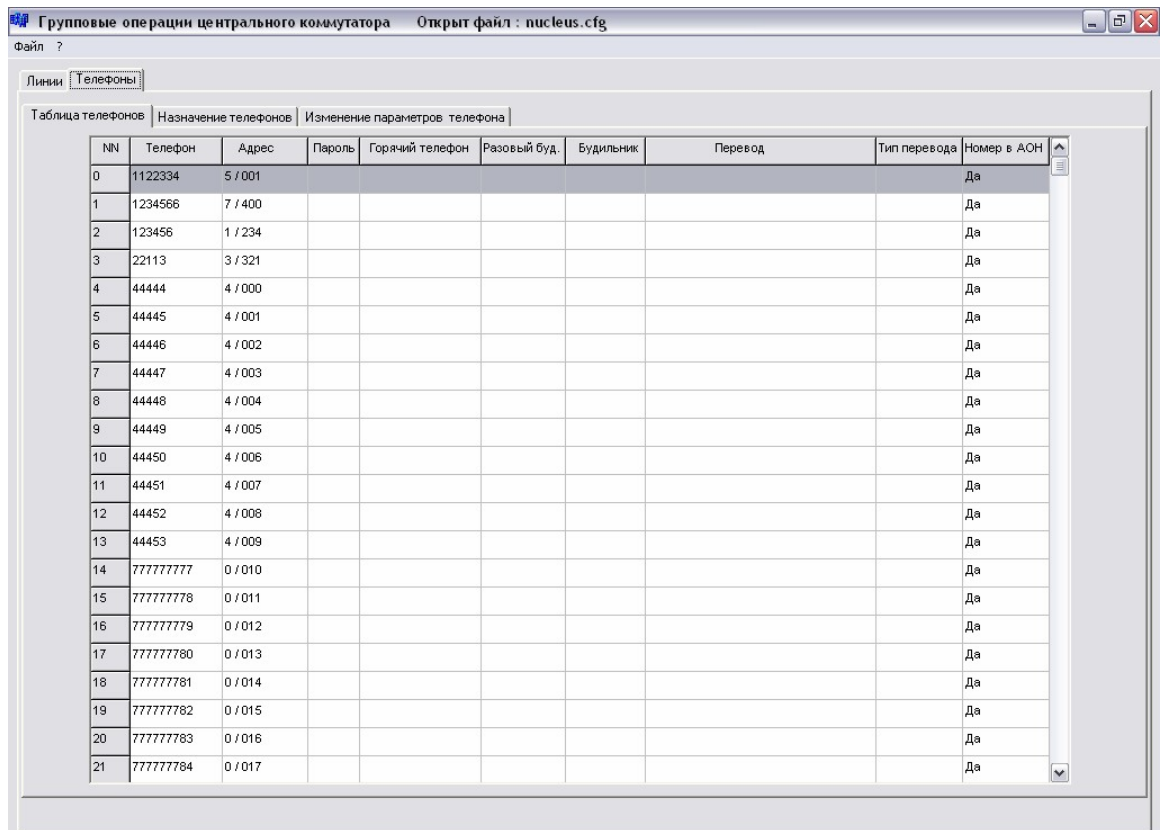 Групповые операции центрального коммутатора Открыт файл : nucleus.cfg
Файл ?
Линии Телефоны
Таблица телефонов Назначение телефонов Изменение параметров телефона
NN Телефон Адрес Пароль Горячий телефон Разовый буд. Будильник Перевод Тип перевода Номер в АОН
0 1122334 5 / 001 Да
1 1234566 7 / 400 Да
2 123456 1 / 234 Да
3 22113 3 / 321 Да
4 44444 4 / 000 Да
5 44445 4 / 001 Да
6 44446 4 / 002 Да
7 44447 4 / 003 Да
8 44448 4 / 004 Да
9 44449 4 / 005 Да
10 44450 4 / 006 Да
11 44451 4 / 007 Да
12 44452 4 / 008 Да
13 44453 4 / 009 Да
14 777777777 0 / 010 Да
15 777777778 0 / 011 Да
16 777777779 0 / 012 Да
17 777777780 0 / 013 Да
18 777777781 0 / 014 Да
19 777777782 0 / 015 Да
20 777777783 0 / 016 Да
21 777777784 0 / 017 Да